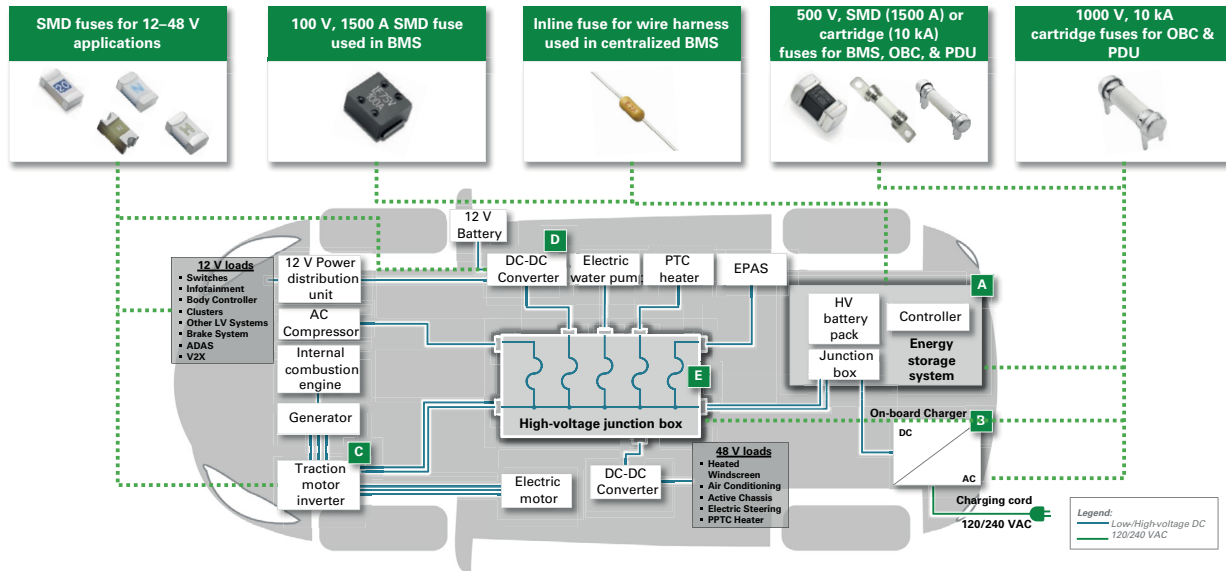 SMD fuses for 12–48 V
applications
100 V, 1500 A SMD fuse
used in BMS
Inline fuse for wire harness
used in centralized BMS
500 V, SMD (1500 A) or
cartridge (10 kA)
fuses for BMS, OBC, & PDU
1000 V, 10 kA
cartridge fuses for OBC &
PDU
12 V
Battery
D
12 V loads
Switches
Infotainment
Body Controller
Clusters
Other LV Systems
Brake System
ADAS
V2X
12 V Power
distribution
unit
DC-DC
Converter
Electric
water pump
PTC
heater
EPAS
A
HV
battery
pack
Controller
Energy
storage
system
Junction
box
AC
Compressor
Internal
combustion
engine
Generator
E
High-voltage junction box
C
Traction
motor
inverter
Electric
motor
DC-DC
Converter
48 V loads
Heated
Windscreen
Air Conditioning
Active Chassis
Electric Steering
PPTC Heater
On-board Charger
B
DC
AC
Charging cord
120/240 VAC
Legend:
Low-/High-voltage DC
120/240 VAC